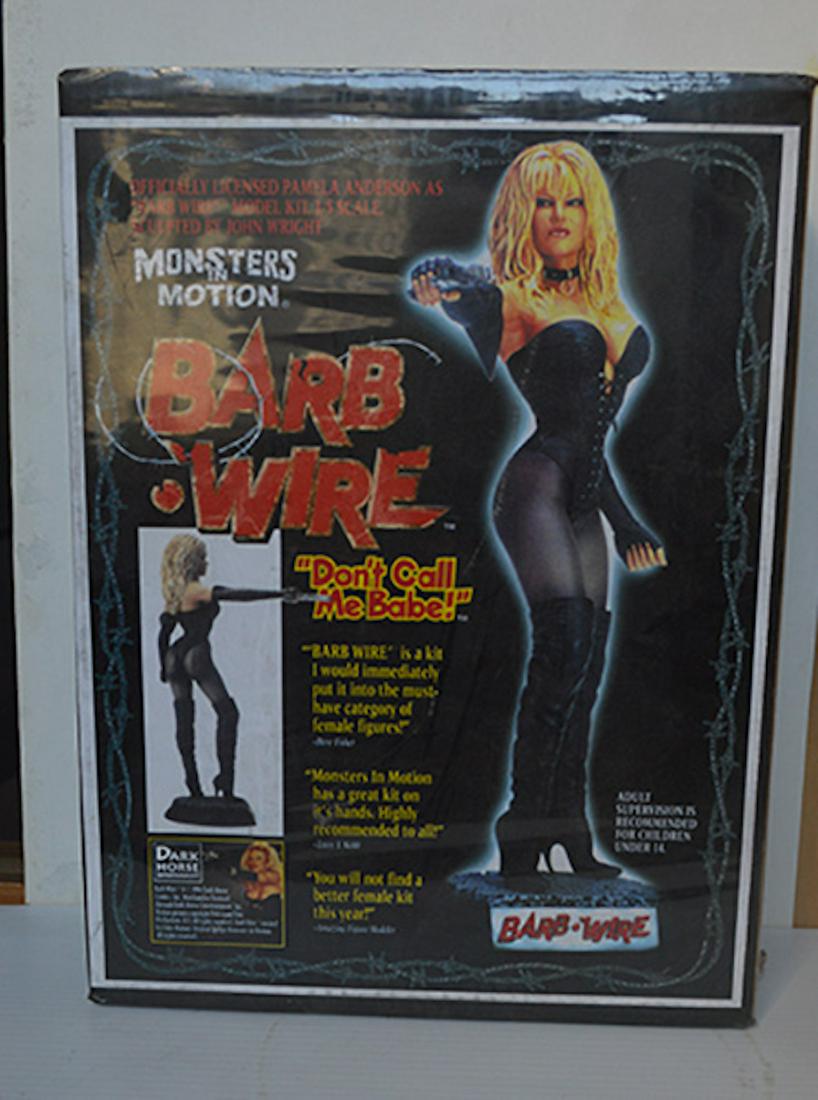 OFFICIALLY LICENSED PAMELA ANDERSON AS
"BARB WIRE" MODEL KIT 1/5 SCALE
SCULPTED BY JOHN WRIGHT
MONSTERS
IN
MOTION
BARB
WIRE
"Don't Call
Me Babe!"
"BARB WIRE" is a kit
I would immediately
put it into the must-
have category of
female figures!"
"Monsters In Motion
has a great kit on
it's hands. Highly
recommended to all!"
"You will not find a
better female kit
this year!"
-Amazing Figure Modeler
DARK
HORSE
ADULT
SUPERVISION IS
RECOMMENDED
FOR CHILDREN
UNDER 14.
BARB•WIRE